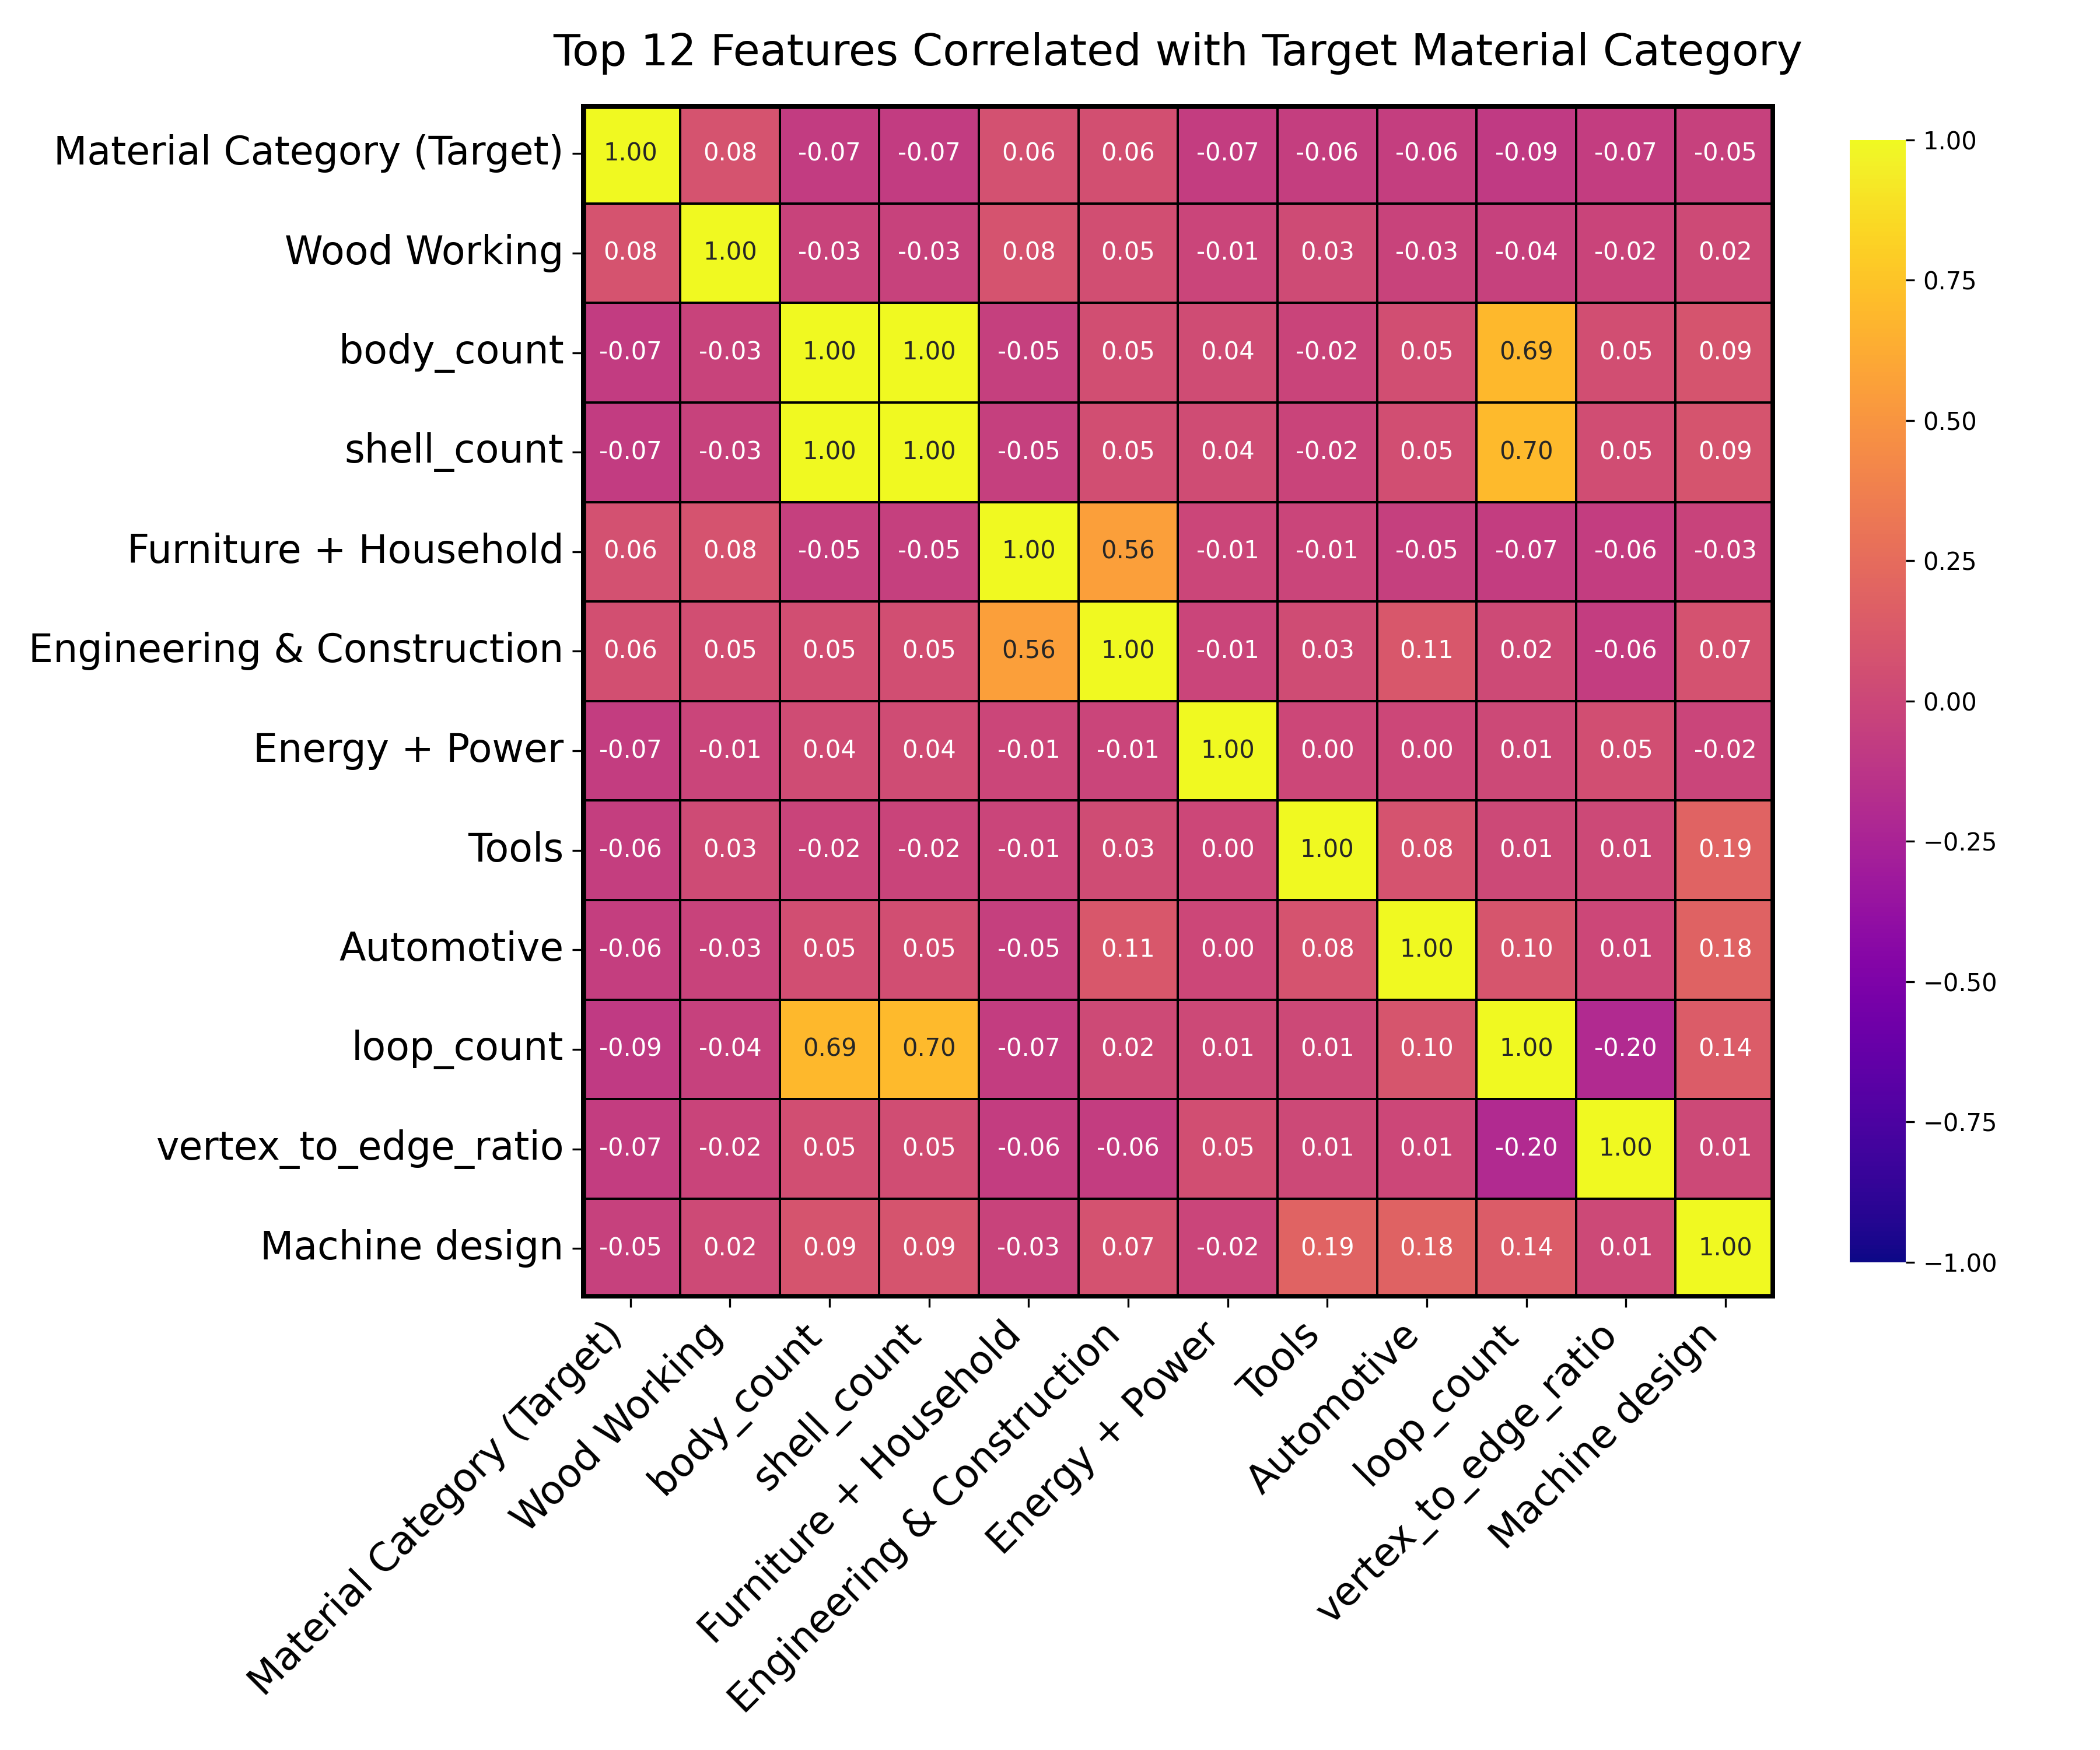 Top 12 Features Correlated with Target Material Category
Material Category (Target) 1.00 0.08 -0.07 -0.07 0.06 0.06 -0.07 -0.06 -0.06 -0.09 -0.07 -0.05
Wood Working 0.08 1.00 -0.03 -0.03 0.08 0.05 -0.01 0.03 -0.03 -0.04 -0.02 0.02
body_count -0.07 -0.03 1.00 1.00 -0.05 0.05 0.04 -0.02 0.05 0.69 0.05 0.09
shell_count -0.07 -0.03 1.00 1.00 -0.05 0.05 0.04 -0.02 0.05 0.70 0.05 0.09
Furniture + Household 0.06 0.08 -0.05 -0.05 1.00 0.56 -0.01 -0.01 -0.05 -0.07 -0.06 -0.03
Engineering & Construction 0.06 0.05 0.05 0.05 0.56 1.00 -0.01 0.03 0.11 0.02 -0.06 0.07
Energy + Power -0.07 -0.01 0.04 0.04 -0.01 -0.01 1.00 0.00 0.00 0.01 0.05 -0.02
Tools -0.06 0.03 -0.02 -0.02 -0.01 0.03 0.00 1.00 0.08 0.01 0.01 0.19
Automotive -0.06 -0.03 0.05 0.05 -0.05 0.11 0.00 0.08 1.00 0.10 0.01 0.18
loop_count -0.09 -0.04 0.69 0.70 -0.07 0.02 0.01 0.01 0.10 1.00 -0.20 0.14
vertex_to_edge_ratio -0.07 -0.02 0.05 0.05 -0.06 -0.06 0.05 0.01 0.01 -0.20 1.00 0.01
Machine design -0.05 0.02 0.09 0.09 -0.03 0.07 -0.02 0.19 0.18 0.14 0.01 1.00
Material Category (Target)
Wood Working
body_count
shell_count
Furniture + Household
Engineering & Construction
Energy + Power
Tools
Automotive
loop_count
vertex_to_edge_ratio
Machine design
1.00
0.75
0.50
0.25
0.00
−0.25
−0.50
−0.75
−1.00